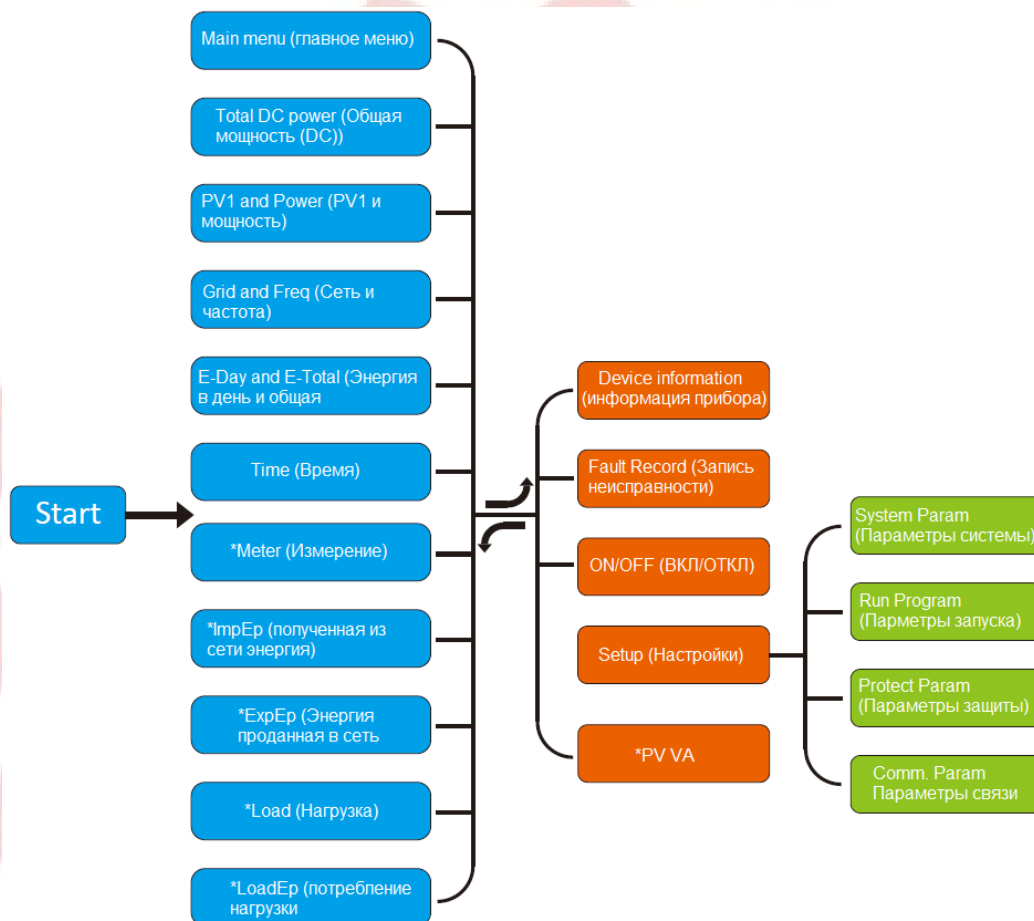 Main menu (главное меню)
Total DC power (Общая
мощность (DC))
PV1 and Power (PV1 и
мощность)
Grid and Freq (Сеть и
частота)
E-Day and E-Total (Энергия
в день и общая
Time (Время)
Start
*Meter (Измерение)
*ImpEp (полученная из
сети энергия)
*ExpEp (Энергия
проданная в сеть
*Load (Нагрузка)
*LoadEp (потребление
нагрузки
Device information
(информация прибора)
Fault Record (Запись
неисправности)
ON/OFF (ВКЛ/ОТКЛ)
Setup (Настройки)
*PV VA
System Param
(Параметры системы)
Run Program
(Парметры запуска)
Protect Param
(Параметры защиты)
Comm. Param
Параметры связи